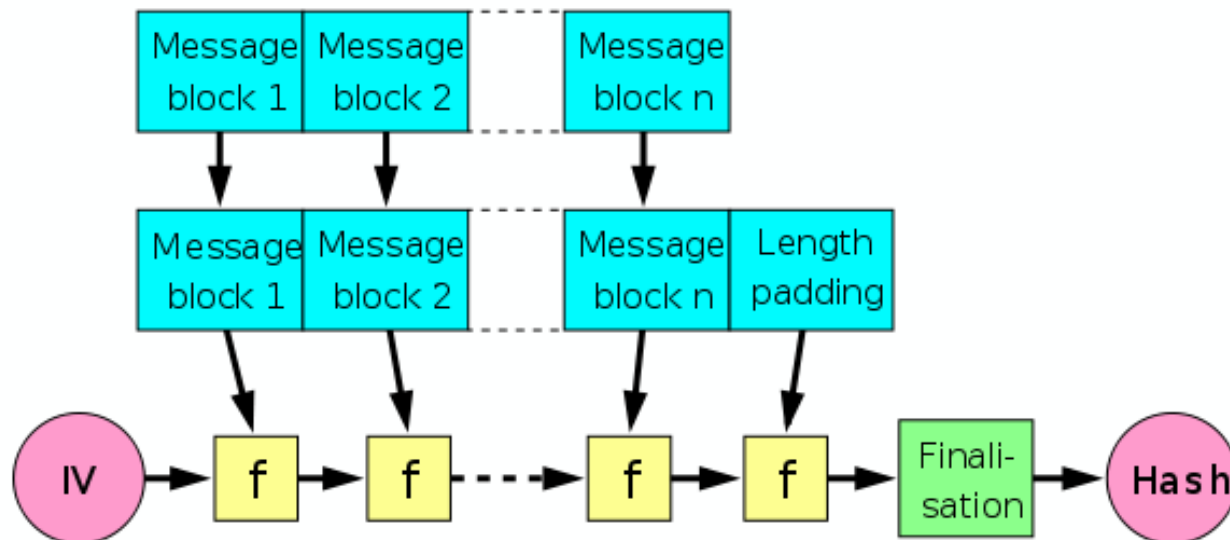 Message
block 1
Message
block 2
Message
block n
Message
block 1
Message
block 2
Message
block n
Length
padding
IV
f
f
f
f
Finali-
sation
Hash